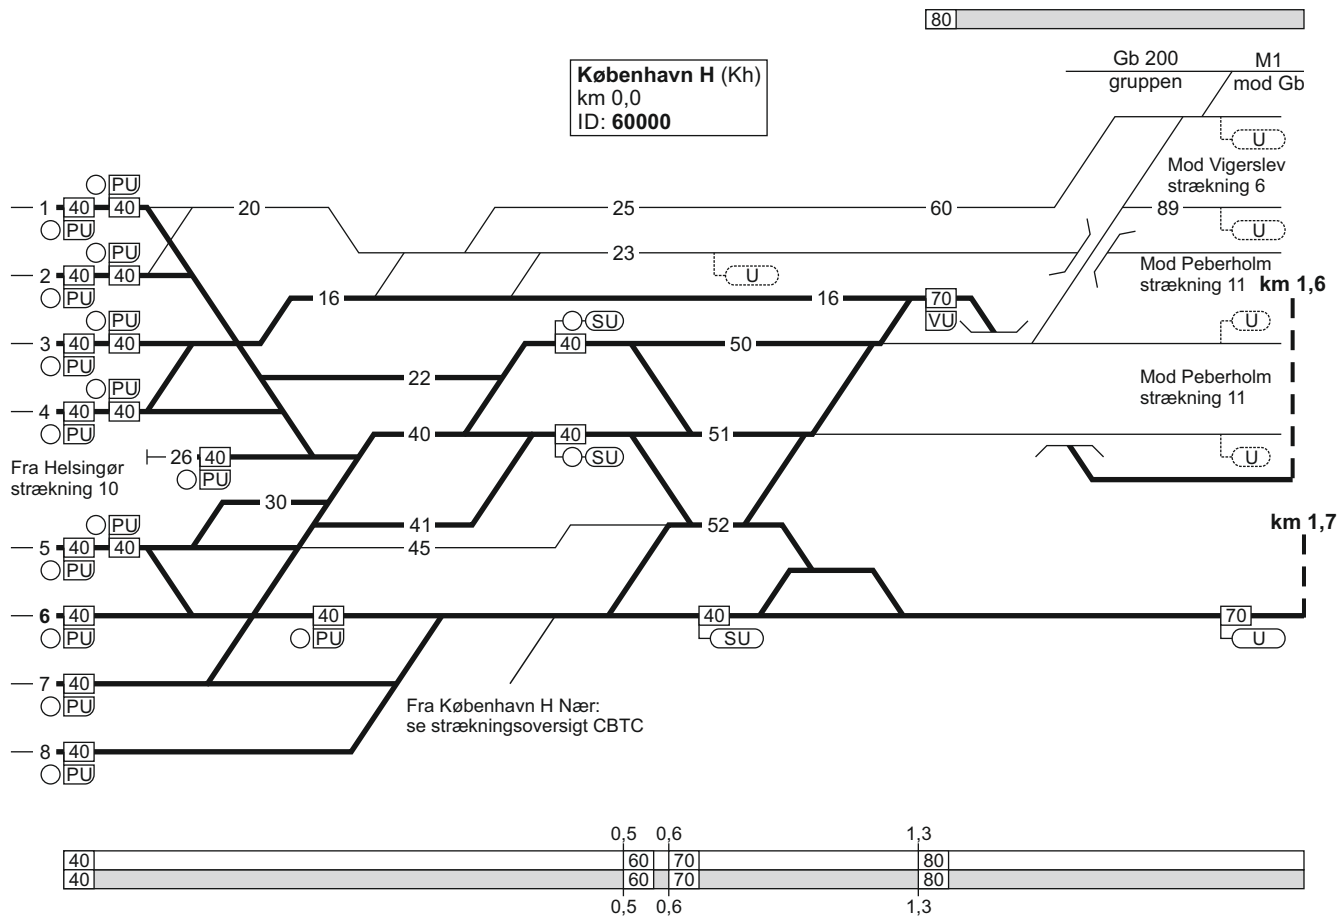 80
København H (Kh)
km 0,0
ID: 60000
Gb 200
gruppen
M1
mod Gb
U
Mod Vigerslev
strækning 6
PU
1 40 40 20 25 60 89
PU
U
PU
2 40 40 23
PU
U
Mod Peberholm
strækning 11
km 1,6
16 16 70
VU
PU
SU
U
3 40 40 40 50
PU
22
Mod Peberholm
strækning 11
PU
4 40 40
PU
40 40 51
SU
U
26 40
PU
Fra Helsingør
strækning 10
30
PU
41 52
km 1,7
5 40 40 45
PU
6 40 40 40 70
PU
PU
SU
U
7 40
PU
Fra København H Nær:
se strækningsoversigt CBTC
8 40
PU
0,5 0,6 1,3
40 60 70 80
40 60 70 80
0,5 0,6 1,3